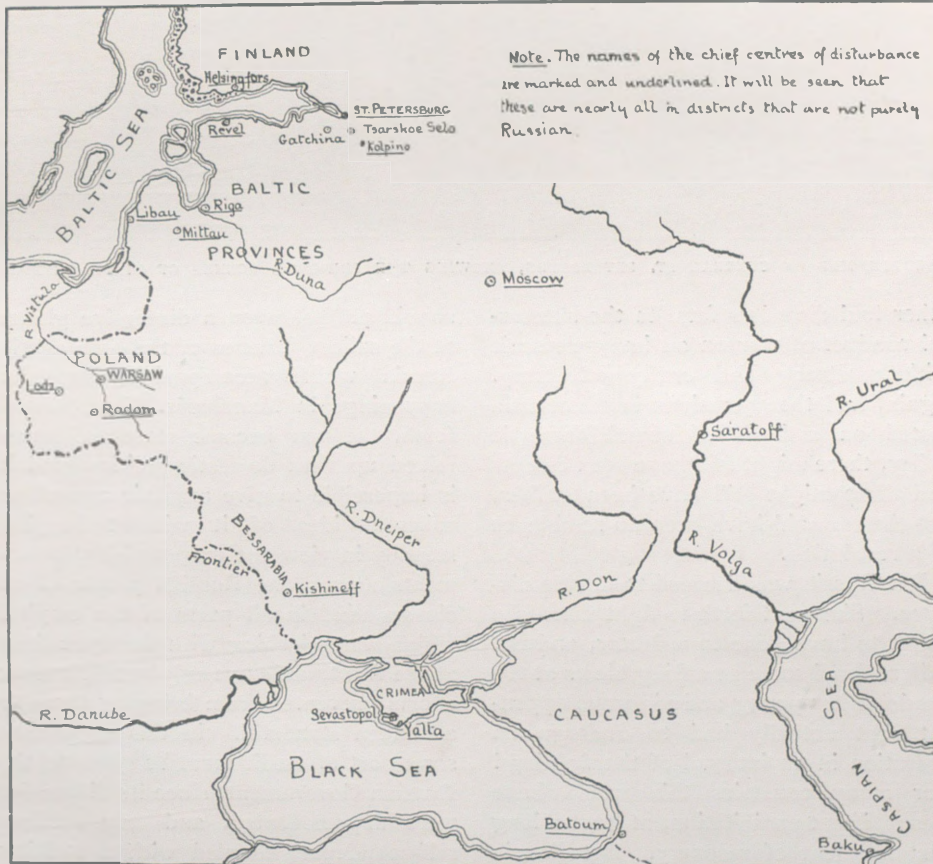 FINLAND
Note. The names of the chief centres of disturbance
are marked and underlined. It will be seen that
these are nearly all in districts that are not purely
Russian
Helsingfors
ST. PETERSBURG
Revel
Gatchina
Tsarskoe Selo
Kolpino
BALTIC SEA
BALTIC
PROVINCES
Libau
Riga
Mittau
R. Duna
Moscow
R Vistula
POLAND
WARSAW
Lodz
Radom
R. Ural
Saratoff
R. Dneiper
BESSARABIA
Frontier
Kishineff
R. Don
R. Volga
R. Danube
CRIMEA
Sevastopol
Yalta
CAUCASUS
BLACK SEA
Batoum
CASPIAN SEA
Baku